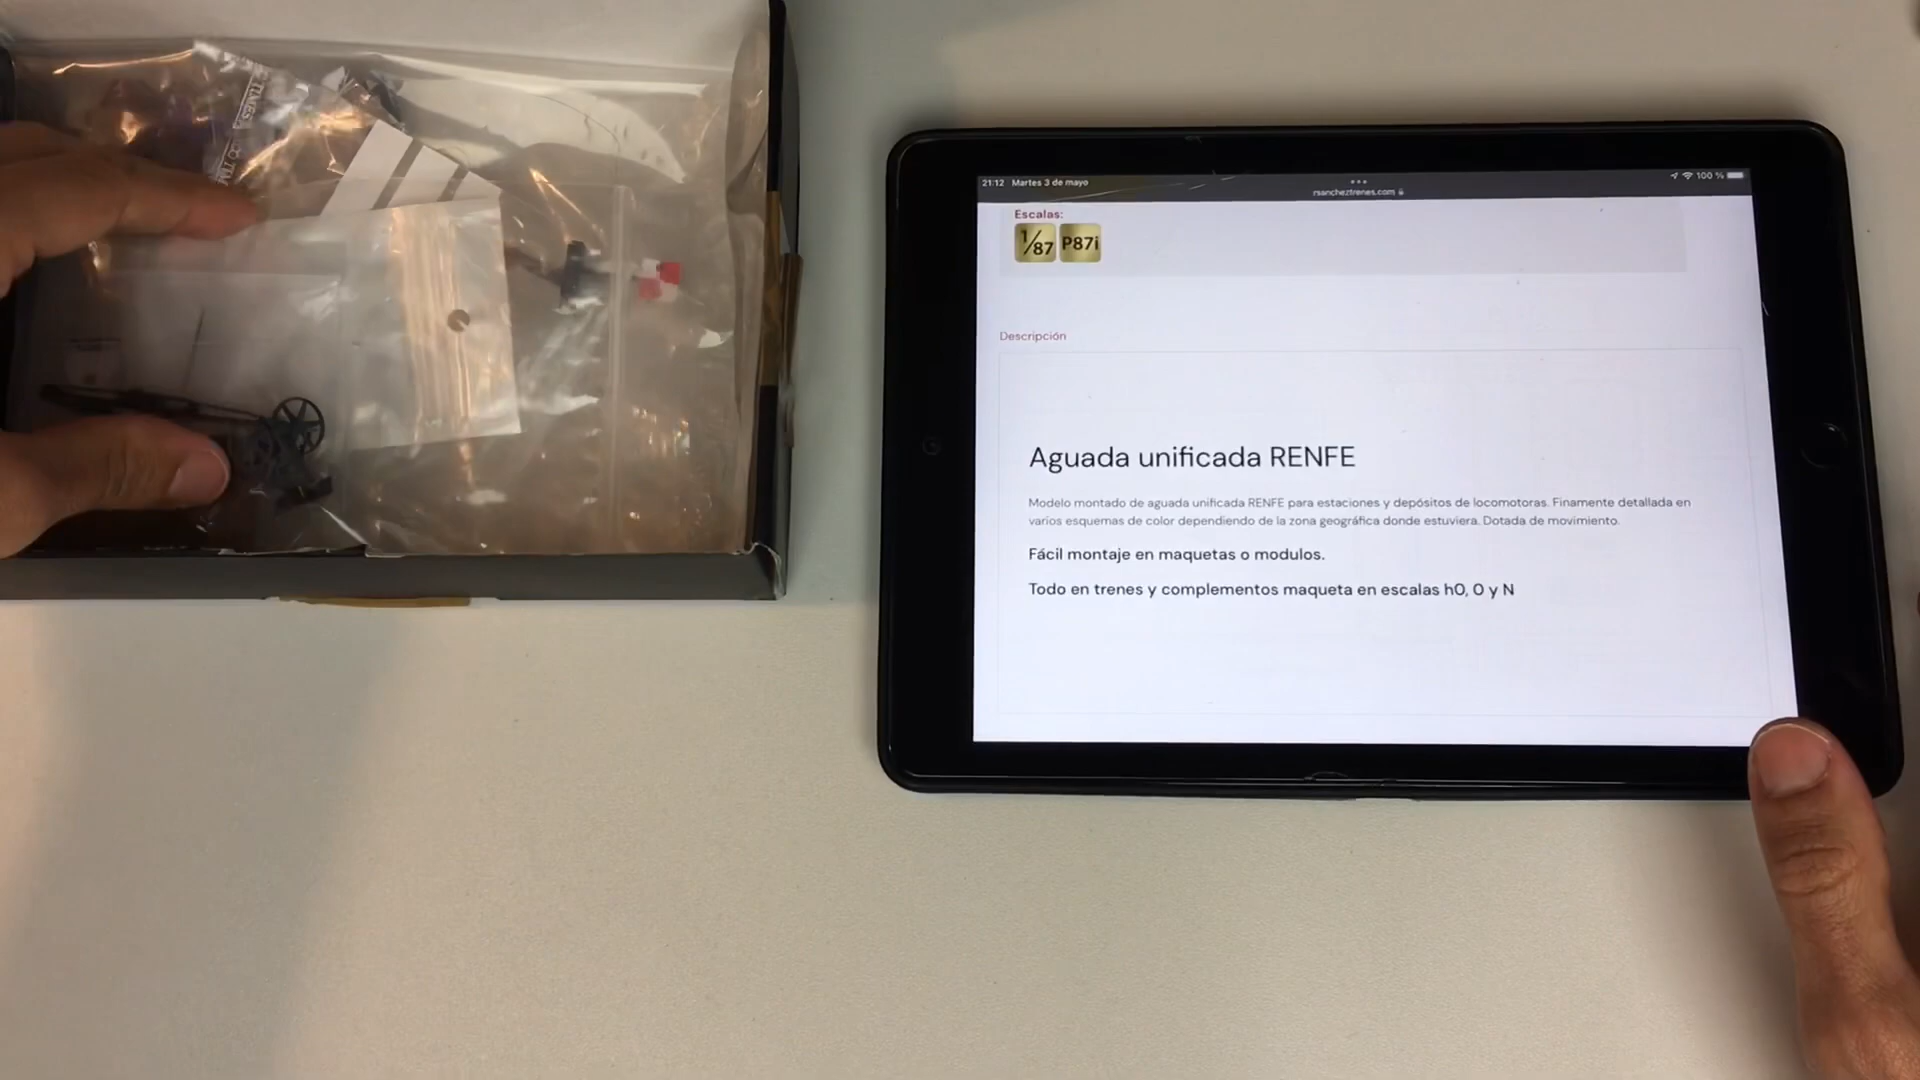 TIMES
21:12 Martes 3 de mayo
100 %
rsancheztrenes.com
Escalas:
1/87 P87i
Descripción
Aguada unificada RENFE
Modelo montado de aguada unificada RENFE para estaciones y depósitos de locomotoras. Finamente detallada en
varios esquemas de color dependiendo de la zona geográfica donde estuviera. Dotada de movimiento.
Fácil montaje en maquetas o modulos.
Todo en trenes y complementos maqueta en escalas h0, 0 y N